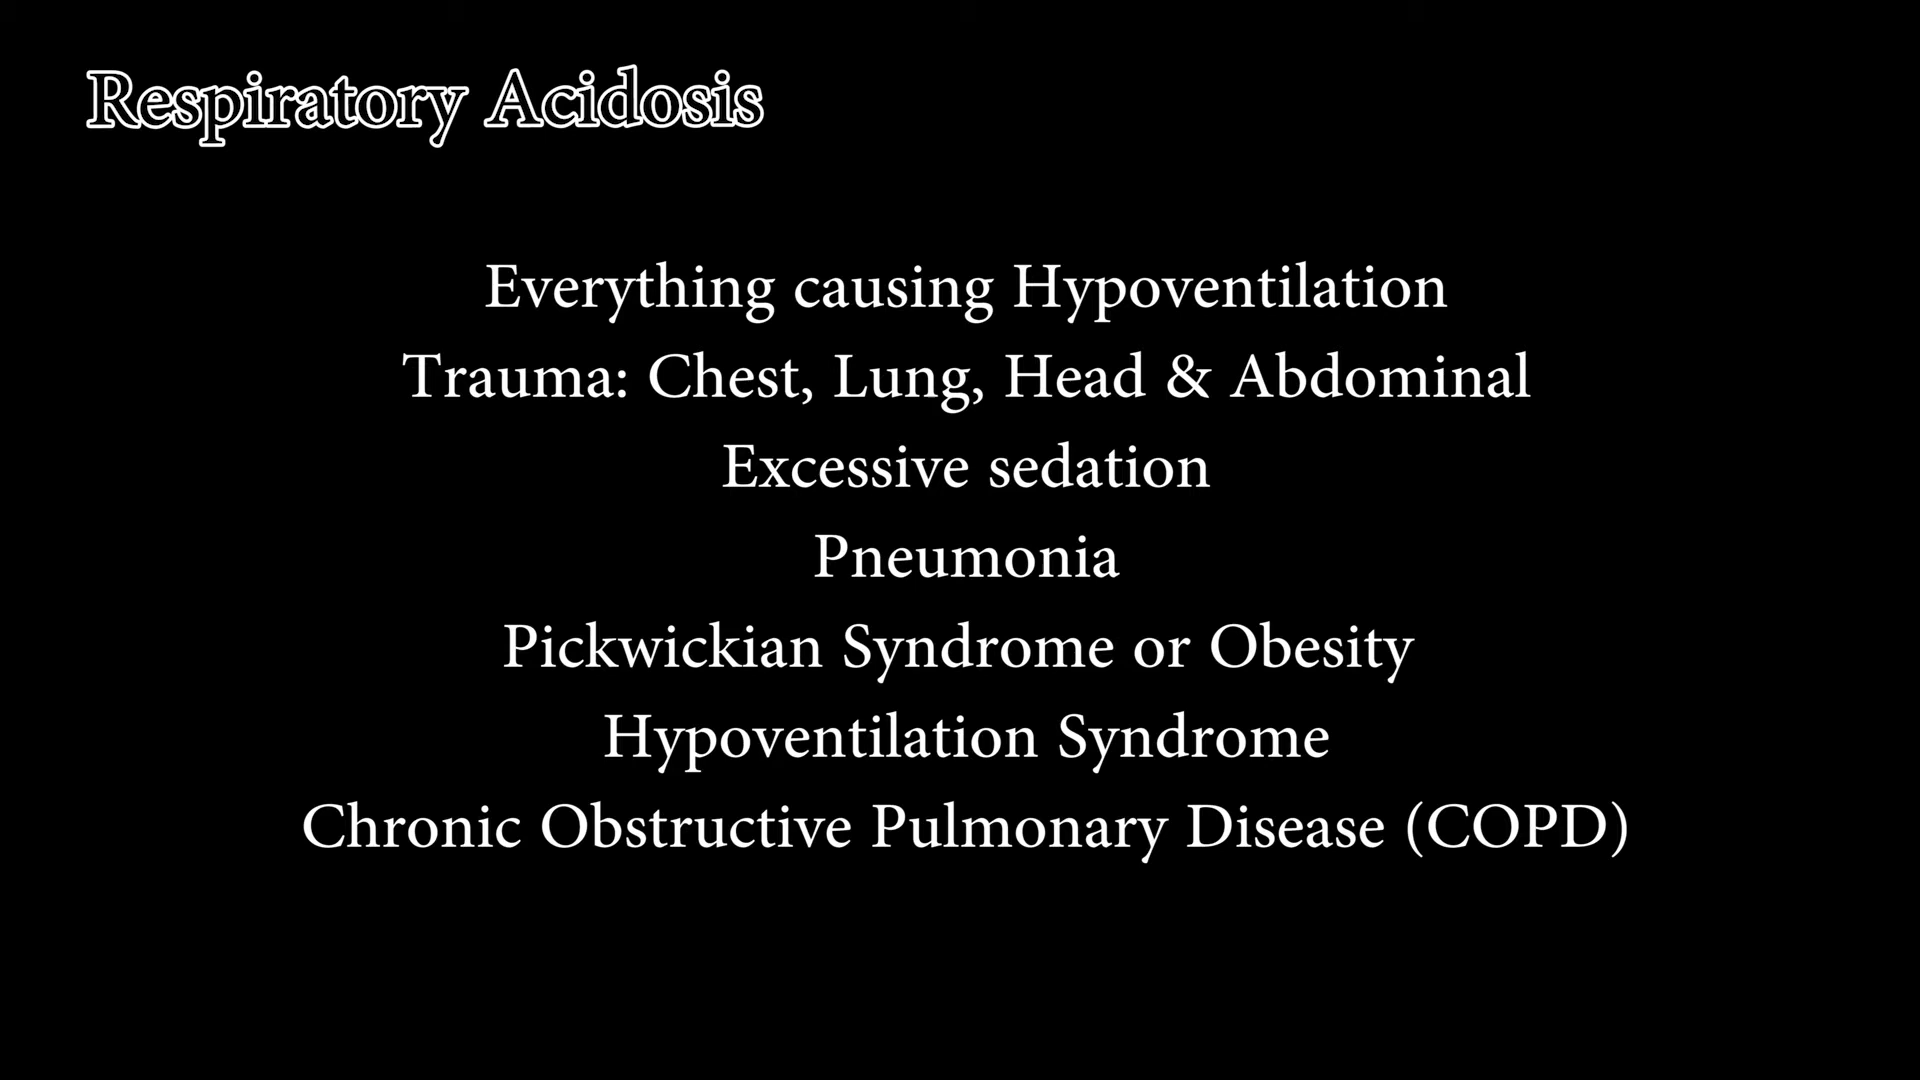 Respiratory Acidosis
Everything causing Hypoventilation
Trauma: Chest, Lung, Head & Abdominal
Excessive sedation
Pneumonia
Pickwickian Syndrome or Obesity
Hypoventilation Syndrome
Chronic Obstructive Pulmonary Disease (COPD)